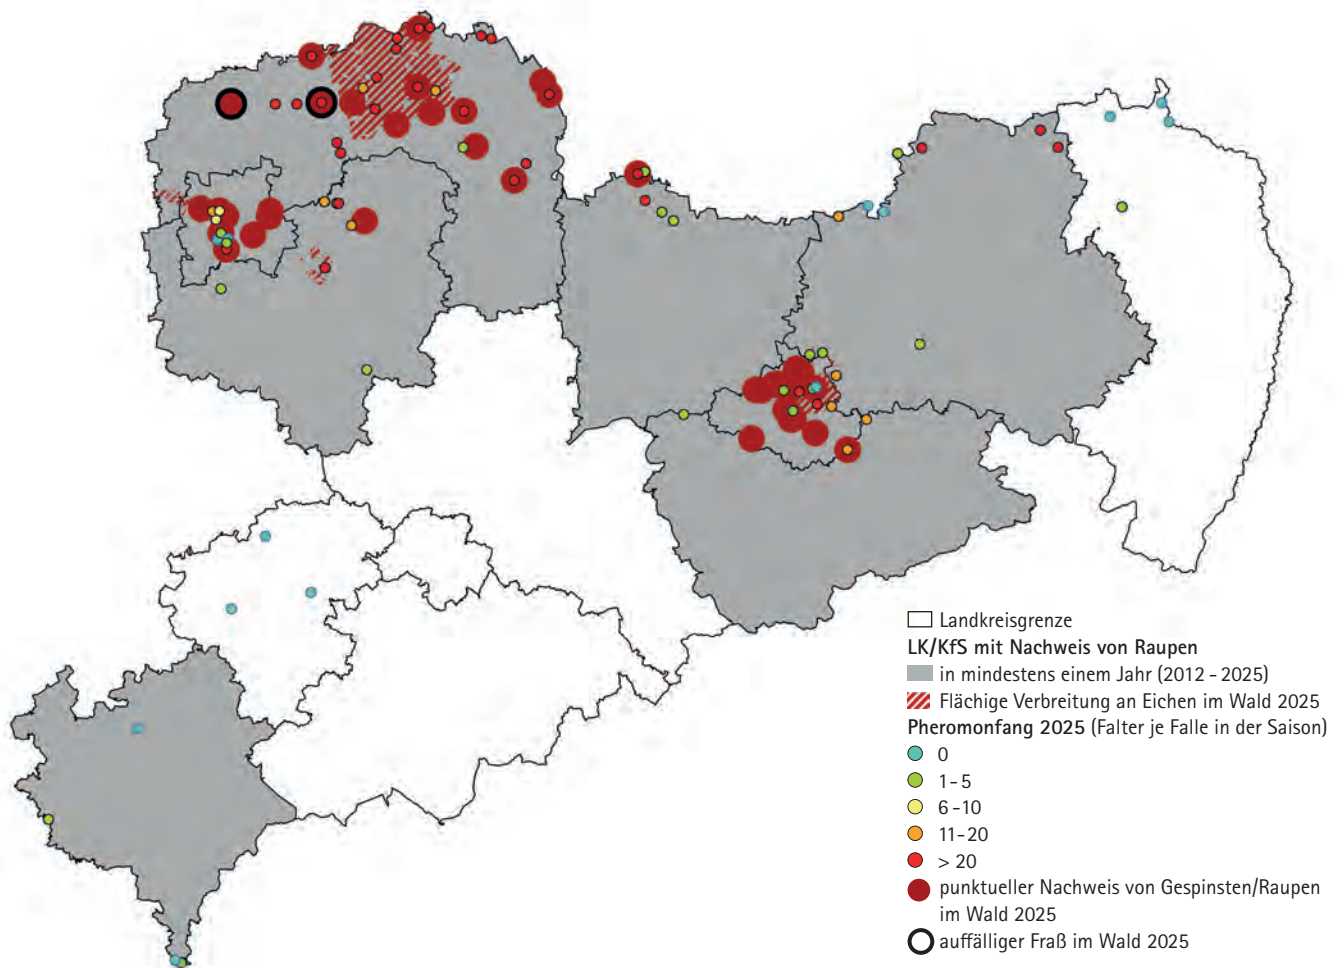 Landkreisgrenze
LK/KfS mit Nachweis von Raupen
in mindestens einem Jahr (2012 - 2025)
Flächige Verbreitung an Eichen im Wald 2025
Pheromonfang 2025 (Falter je Falle in der Saison)
0
1-5
6-10
11-20
> 20
punktueller Nachweis von Gespinsten/Raupen
im Wald 2025
auffälliger Fraß im Wald 2025